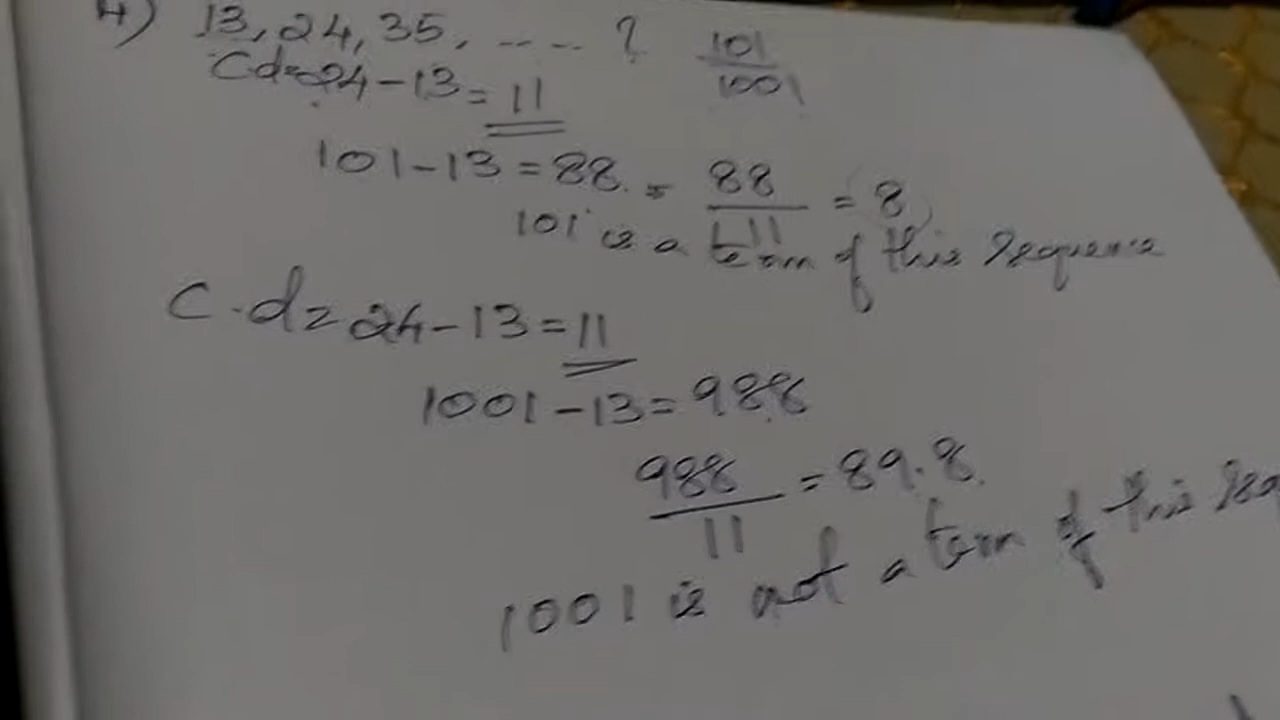 4) 13, 24, 35, ----- ? 101/1001
Cd=24-13 = 11
101-13 = 88 = 88/11 = 8
101 is a term of this sequence
C.d = 24-13 = 11
1001-13 = 988
988/11 = 89.8
1001 is not a term of this seq